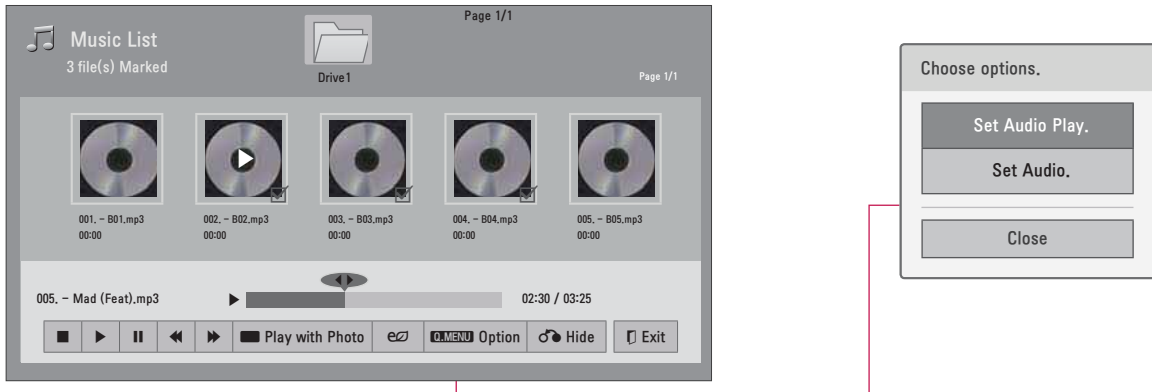 Page 1/1
Music List
3 file(s) Marked
Drive1
Page 1/1
001. - B01.mp3
00:00
002. - B02.mp3
00:00
003. - B03.mp3
00:00
004. - B04.mp3
00:00
005. - B05.mp3
00:00
005. - Mad (Feat).mp3
02:30 / 03:25
Play with Photo
Q.MENU Option
Hide
Exit
Choose options.
Set Audio Play.
Set Audio.
Close